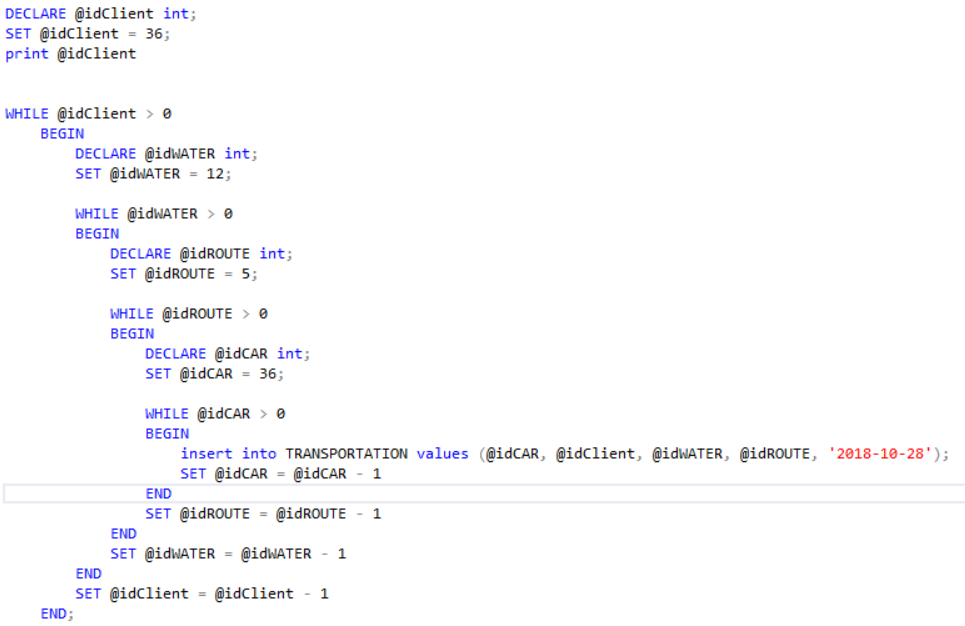 DECLARE @idClient int;
SET @idClient = 36;
print @idClient
WHILE @idClient > 0
BEGIN
DECLARE @idWATER int;
SET @idWATER = 12;
WHILE @idWATER > 0
BEGIN
DECLARE @idROUTE int;
SET @idROUTE = 5;
WHILE @idROUTE > 0
BEGIN
DECLARE @idCAR int;
SET @idCAR = 36;
WHILE @idCAR > 0
BEGIN
insert into TRANSPORTATION values (@idCAR, @idClient, @idWATER, @idROUTE, '2018-10-28');
SET @idCAR = @idCAR - 1
END
SET @idROUTE = @idROUTE - 1
END
SET @idWATER = @idWATER - 1
END
SET @idClient = @idClient - 1
END;